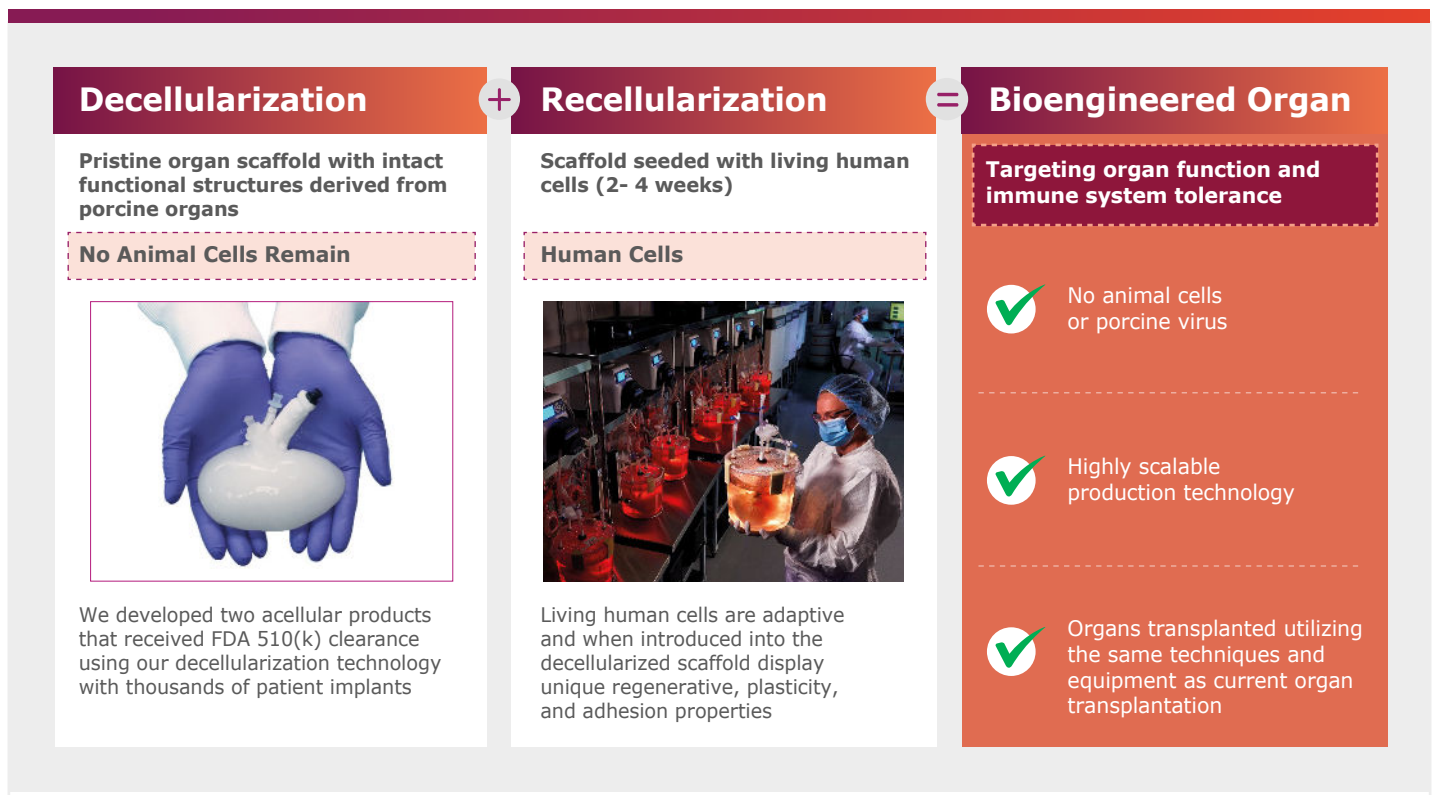 Decellularization
+
Recellularization
=
Bioengineered Organ
Pristine organ scaffold with intact
functional structures derived from
porcine organs
No Animal Cells Remain
We developed two acellular products
that received FDA 510(k) clearance
using our decellularization technology
with thousands of patient implants
Scaffold seeded with living human
cells (2- 4 weeks)
Human Cells
Living human cells are adaptive
and when introduced into the
decellularized scaffold display
unique regenerative, plasticity,
and adhesion properties
Targeting organ function and
immune system tolerance
No animal cells
or porcine virus
Highly scalable
production technology
Organs transplanted utilizing
the same techniques and
equipment as current organ
transplantation